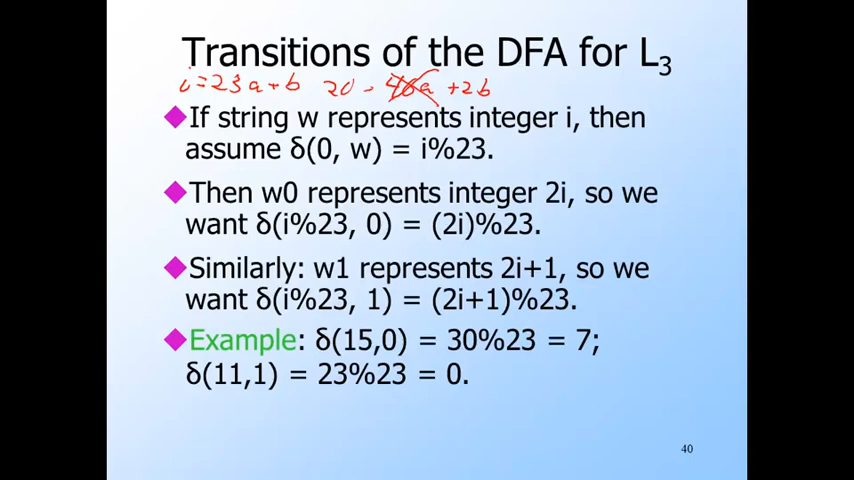 Transitions of the DFA for L₃
i=23a+b 46a +2b
◆If string w represents integer i, then
assume δ(0, w) = i%23.
◆Then w0 represents integer 2i, so we
want δ(i%23, 0) = (2i)%23.
◆Similarly: w1 represents 2i+1, so we
want δ(i%23, 1) = (2i+1)%23.
◆Example: δ(15,0) = 30%23 = 7;
δ(11,1) = 23%23 = 0.
40